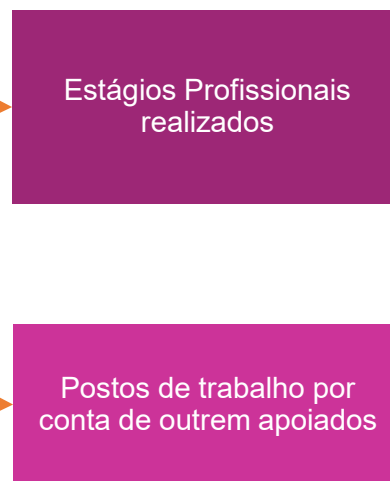 Estágios Profissionais
realizados
Postos de trabalho por
conta de outrem apoiados